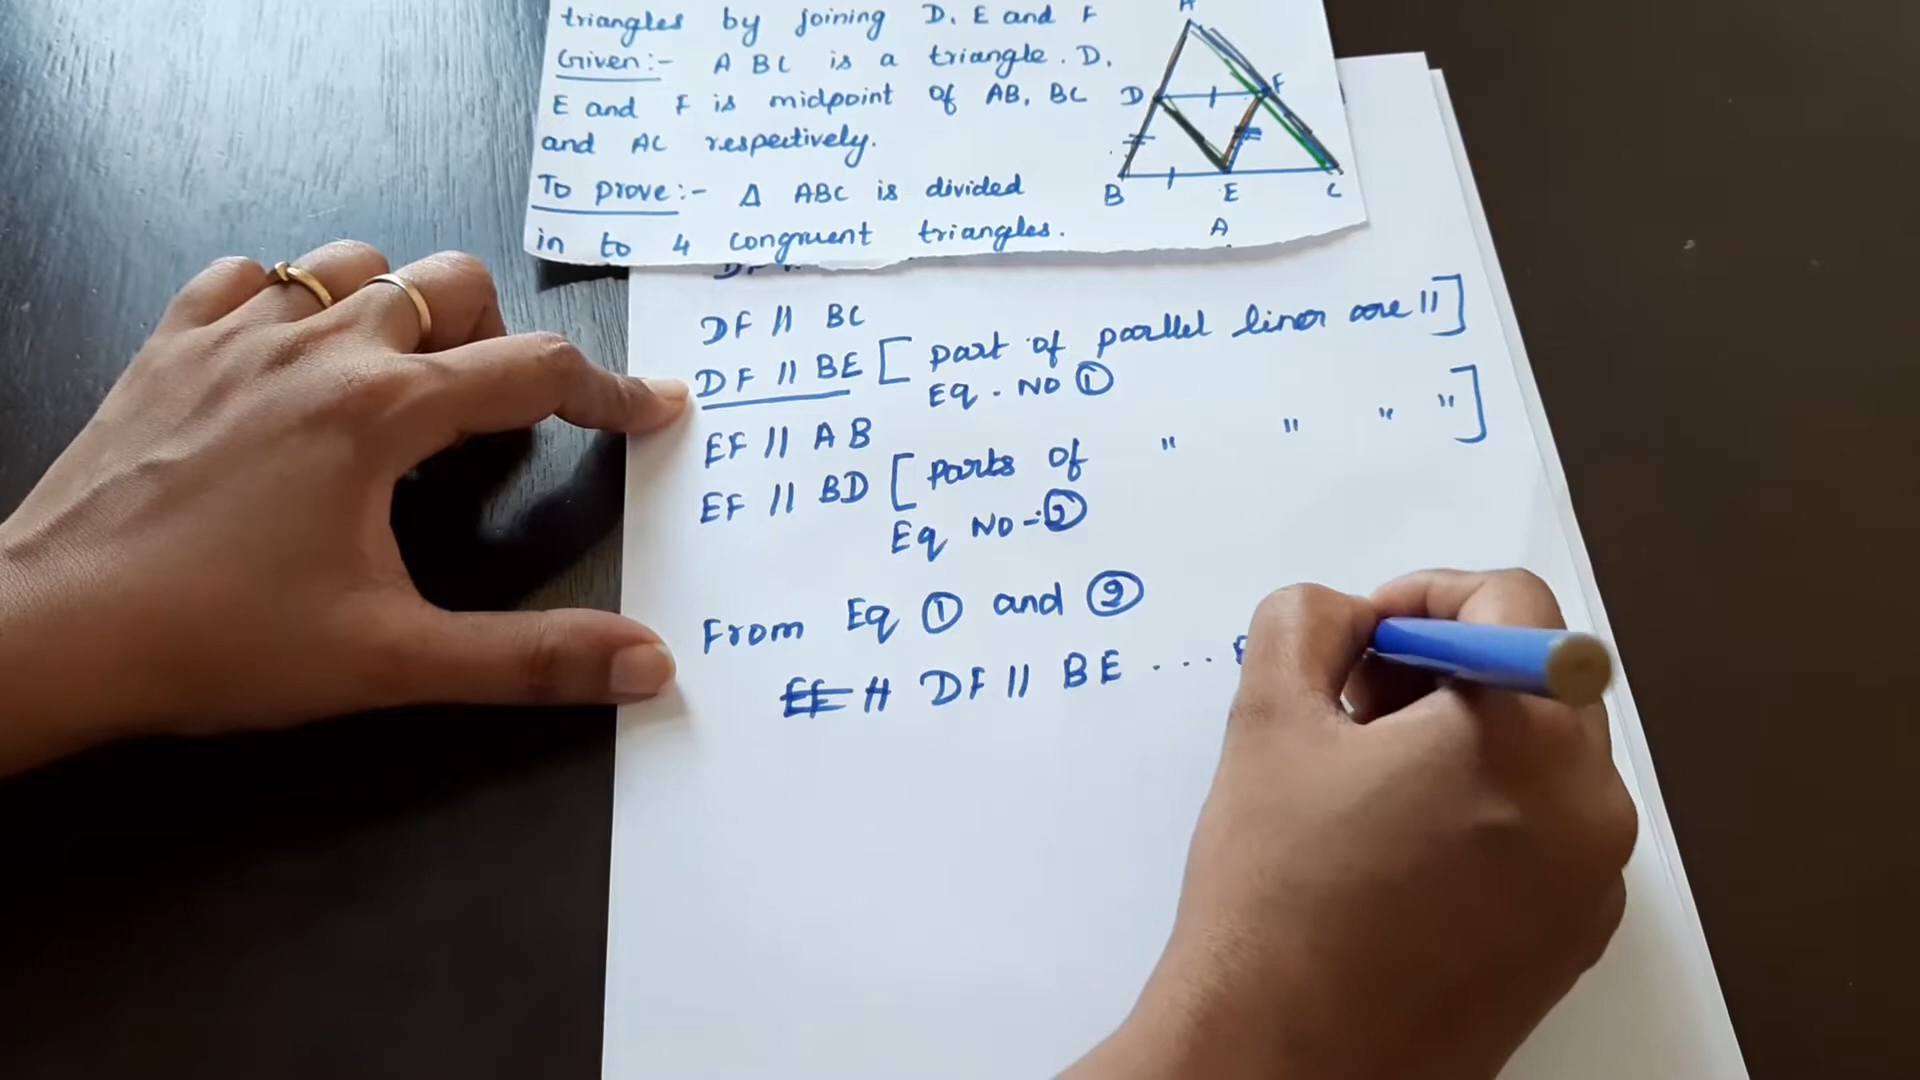 triangles by joining D, E and F
Given:- A BC is a triangle. D,
E and F is midpoint of AB, BC
and AC respectively.
To prove:- Δ ABC is divided
in to 4 congruent triangles.
A
D
F
B
E
C
A
DF // BC
DF // BE [ part of parallel lines are || ]
Eq. No ①
EF // AB
EF // BD [ parts of " " " " ]
Eq No - ②
From Eq ① and ②
DF // BE ...